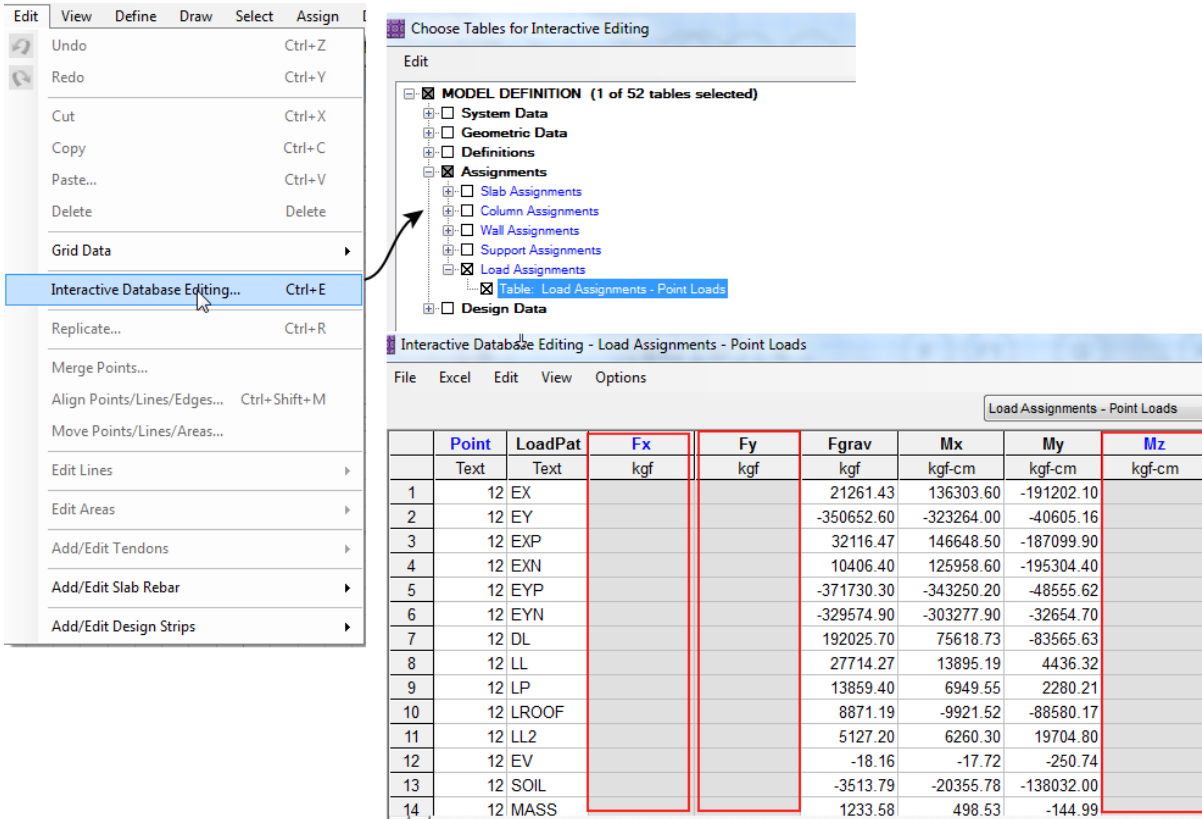 Edit View Define Draw Select Assign
Undo Ctrl+Z
Redo Ctrl+Y
Cut Ctrl+X
Copy Ctrl+C
Paste... Ctrl+V
Delete Delete
Grid Data
Interactive Database Editing... Ctrl+E
Replicate... Ctrl+R
Merge Points...
Align Points/Lines/Edges... Ctrl+Shift+M
Move Points/Lines/Areas...
Edit Lines
Edit Areas
Add/Edit Tendons
Add/Edit Slab Rebar
Add/Edit Design Strips
Choose Tables for Interactive Editing
Edit
MODEL DEFINITION (1 of 52 tables selected)
System Data
Geometric Data
Definitions
Assignments
Slab Assignments
Column Assignments
Wall Assignments
Support Assignments
Load Assignments
Table: Load Assignments - Point Loads
Design Data
Interactive Database Editing - Load Assignments - Point Loads
File Excel Edit View Options
Load Assignments - Point Loads
Point LoadPat Fx Fy Fgrav Mx My Mz
Text Text kgf kgf kgf kgf-cm kgf-cm kgf-cm
1 12 EX 21261.43 136303.60 -191202.10
2 12 EY -350652.60 -323264.00 -40605.16
3 12 EXP 32116.47 146648.50 -187099.90
4 12 EXN 10406.40 125958.60 -195304.40
5 12 EYP -371730.30 -343250.20 -48555.62
6 12 EYN -329574.90 -303277.90 -32654.70
7 12 DL 192025.70 75618.73 -83565.63
8 12 LL 27714.27 13895.19 4436.32
9 12 LP 13859.40 6949.55 2280.21
10 12 LROOF 8871.19 -9921.52 -88580.17
11 12 LL2 5127.20 6260.30 19704.80
12 12 EV -18.16 -17.72 -250.74
13 12 SOIL -3513.79 -20355.78 -138032.00
14 12 MASS 1233.58 498.53 -144.99